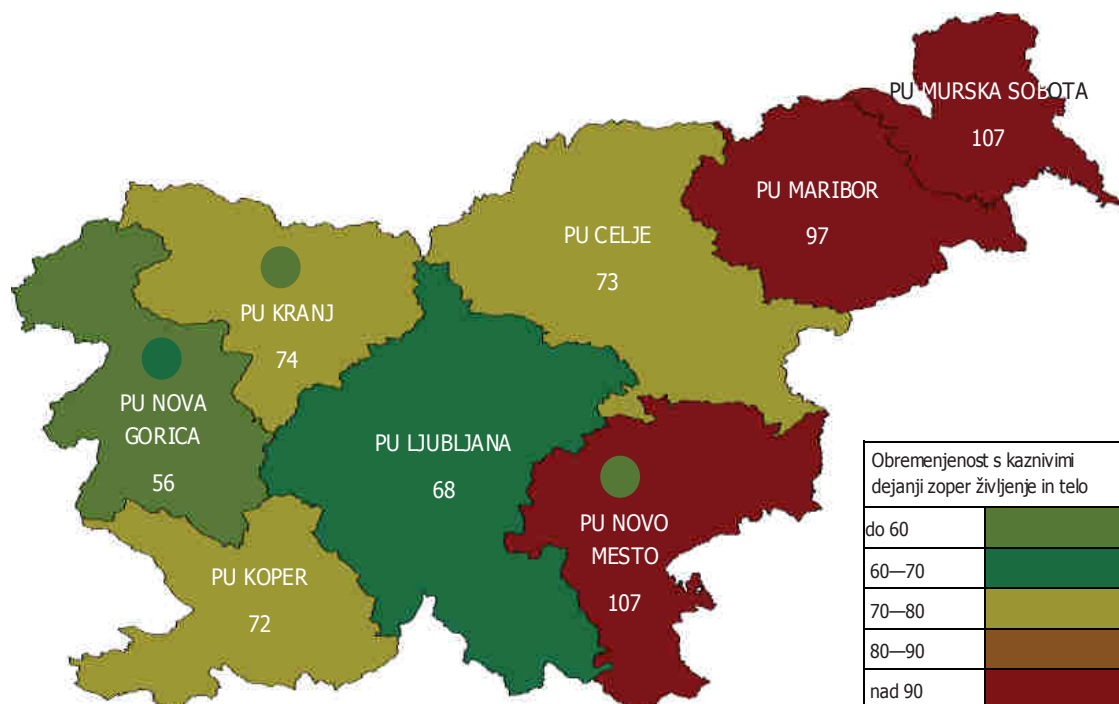 PU MURSKA SOBOTA
107
PU MARIBOR
97
PU CELJE
73
PU KRANJ
74
PU NOVA
GORICA
56
PU LJUBLJANA
68
PU NOVO
MESTO
107
PU KOPER
72
Obremenjenost s kaznivimi
dejanji zoper življenje in telo
do 60
60—70
70—80
80—90
nad 90